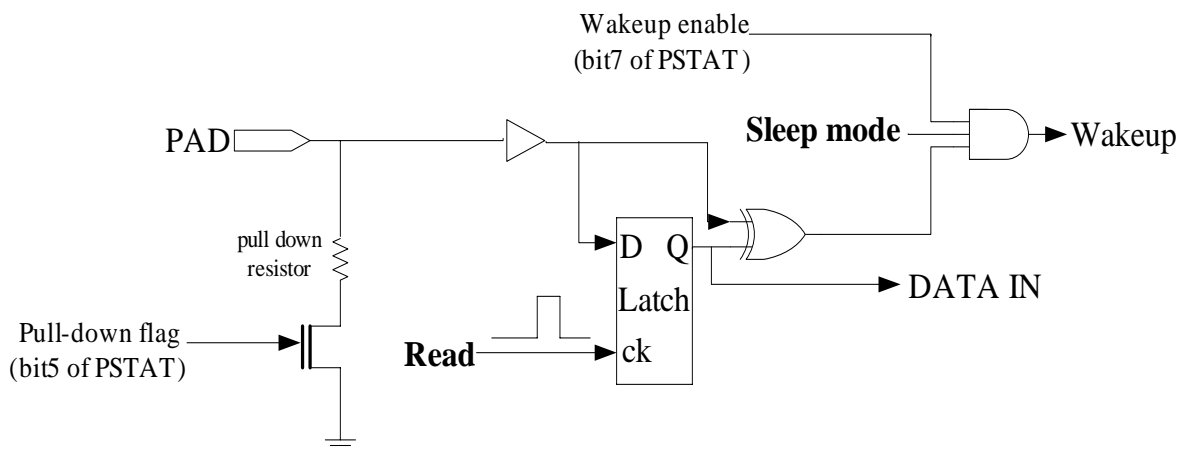 Wakeup enable
(bit7 of PSTAT)
Sleep mode
Wakeup
PAD
pull down
resistor
D Q
Latch
ck
DATA IN
Pull-down flag
(bit5 of PSTAT)
Read